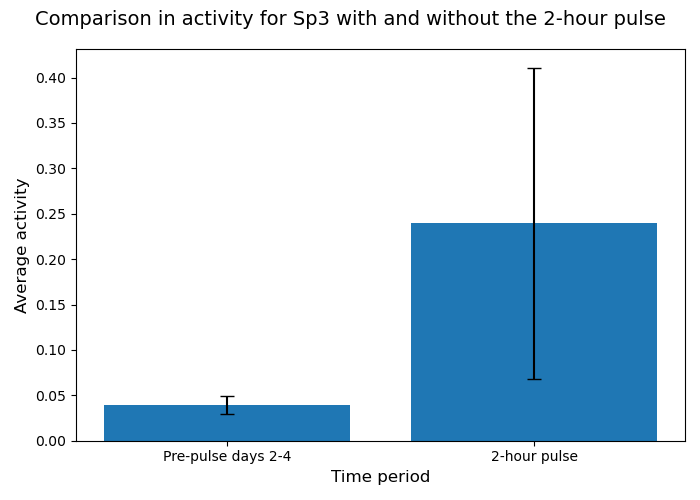 Comparison in activity for Sp3 with and without the 2-hour pulse
0.40
0.35
0.30
0.25
0.20
0.15
0.10
0.05
0.00
Average activity
Pre-pulse days 2-4
2-hour pulse
Time period